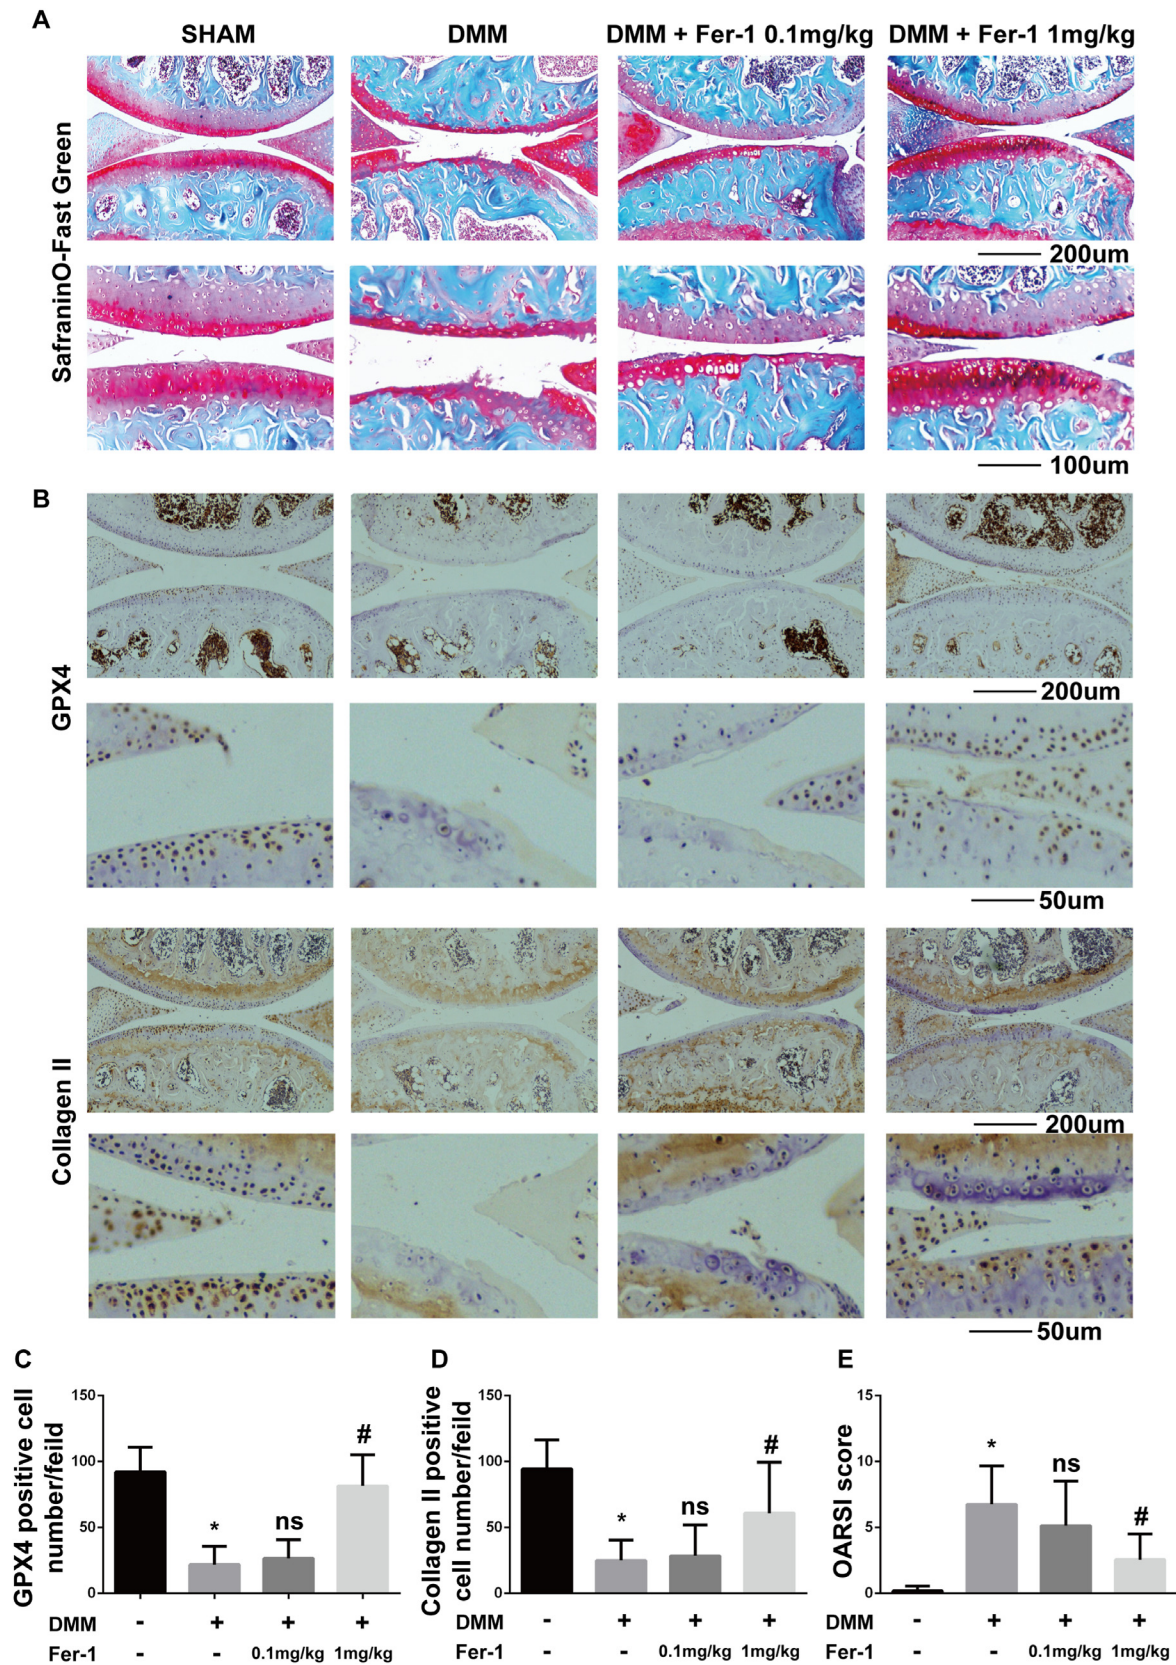 A
SHAM
DMM
DMM + Fer-1 0.1mg/kg
DMM + Fer-1 1mg/kg
SafraninO-Fast Green
200um
100um
B
GPX4
200um
50um
Collagen II
200um
50um
C
GPX4 positive cell
number/feild
150
100
50
0
*
ns
#
DMM - + + +
Fer-1 - - 0.1mg/kg 1mg/kg
D
Collagen II positive
cell number/feild
150
100
50
0
*
ns
#
DMM - + + +
Fer-1 - - 0.1mg/kg 1mg/kg
E
OARSI score
15
10
5
0
*
ns
#
DMM - + + +
Fer-1 - - 0.1mg/kg 1mg/kg